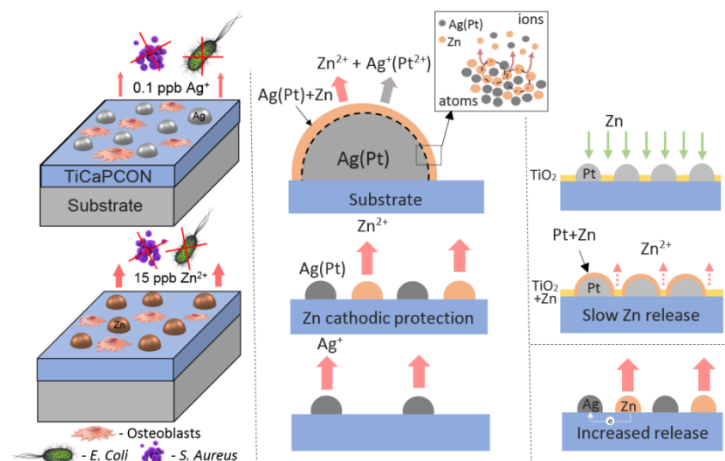 0.1 ppb Ag⁺
Ag
TiCaPCON
Substrate
15 ppb Zn²⁺
Zn
- Osteoblasts
- E. Coli
- S. Aureus
Zn²⁺ + Ag⁺(Pt²⁺)
Ag(Pt)+Zn
Ag(Pt)
Substrate
Ag(Pt)
ions
Zn
atoms
Zn²⁺
Ag(Pt)
Zn cathodic protection
Ag⁺
Zn
TiO₂
Pt
Pt+Zn
Zn²⁺
TiO₂
+Zn
Pt
Slow Zn release
Ag
Zn
e
Increased release